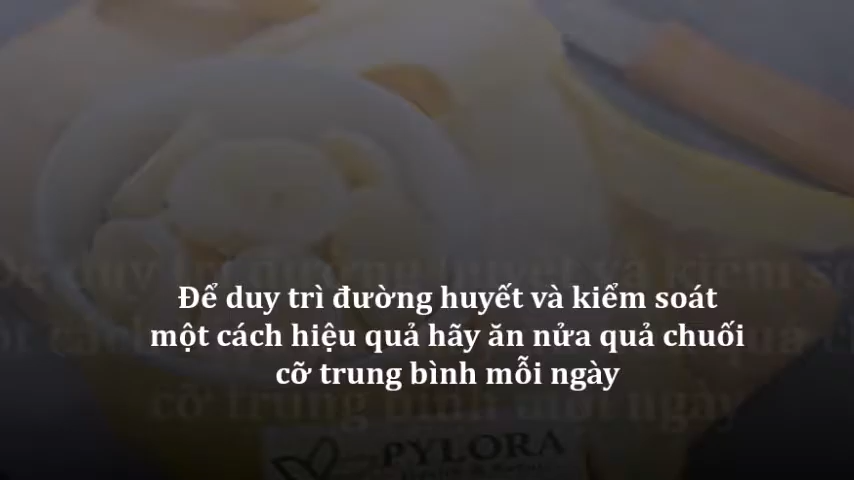 Để duy trì đường huyết và kiểm soát
một cách hiệu quả hãy ăn nửa quả chuối
cỡ trung bình mỗi ngày
PYLORA